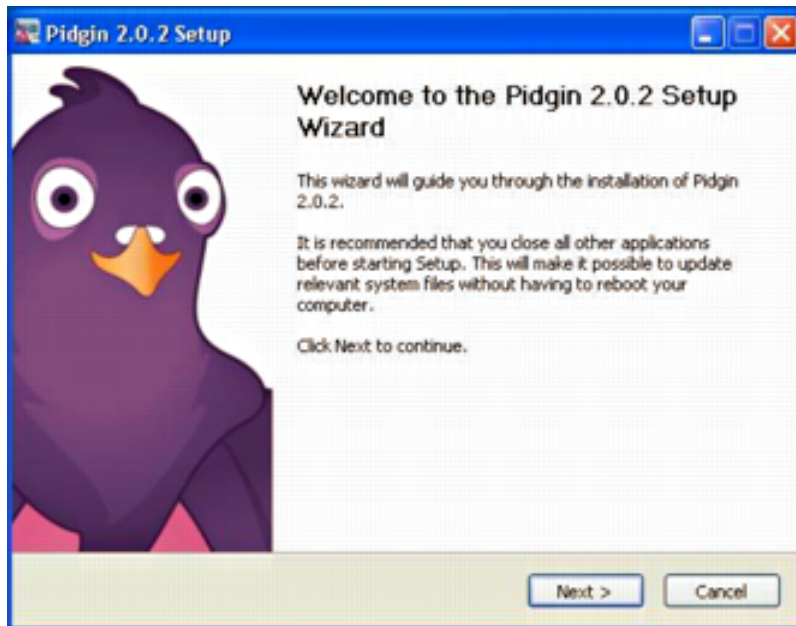 Pidgin 2.0.2 Setup
Welcome to the Pidgin 2.0.2 Setup
Wizard
This wizard will guide you through the installation of Pidgin
2.0.2.
It is recommended that you close all other applications
before starting Setup. This will make it possible to update
relevant system files without having to reboot your
computer.
Click Next to continue.
Next >
Cancel